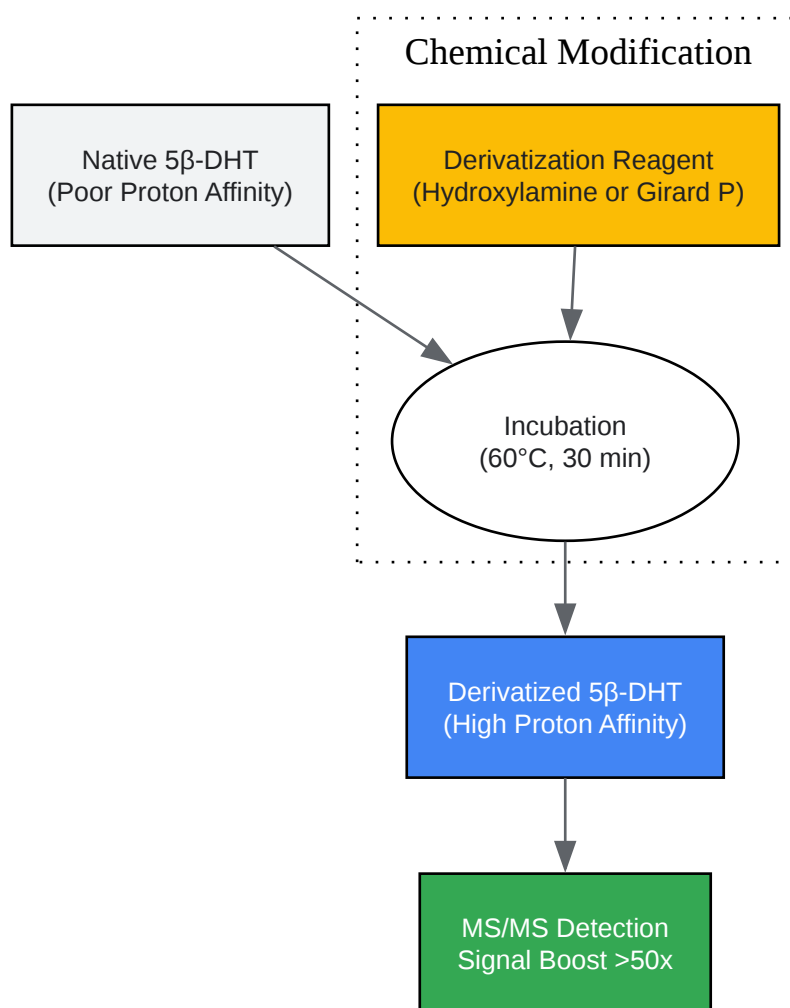 Chemical Modification
Native 5β-DHT
(Poor Proton Affinity)
Derivatization Reagent
(Hydroxylamine or Girard P)
Incubation
(60°C, 30 min)
Derivatized 5β-DHT
(High Proton Affinity)
MS/MS Detection
Signal Boost >50x